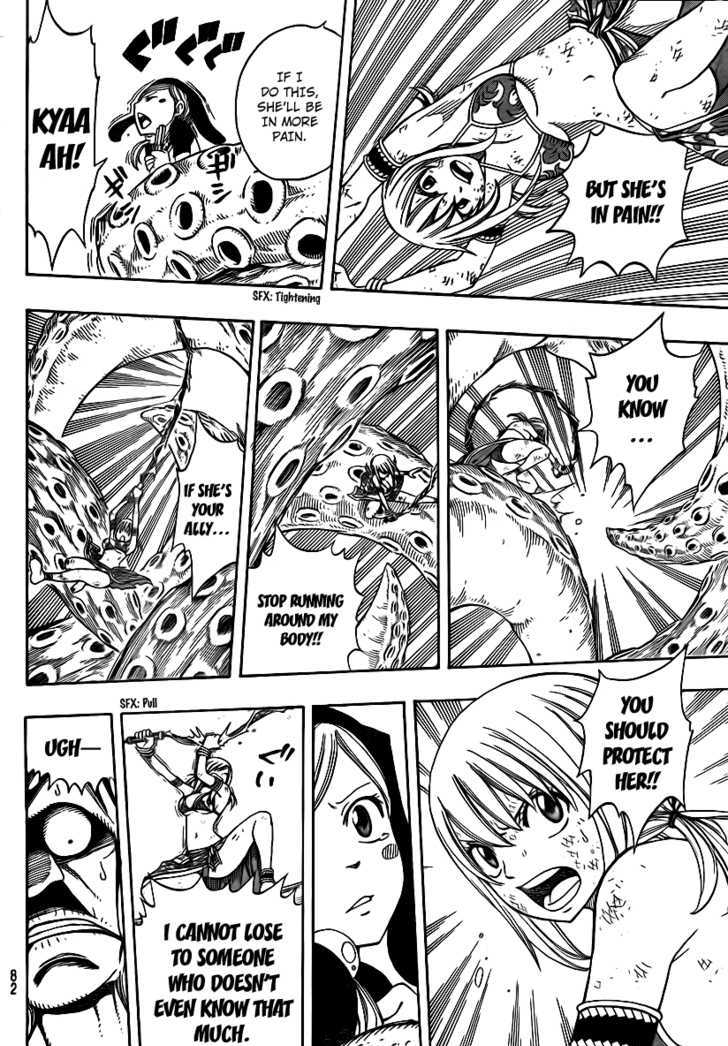 BUT SHE'S
IN PAIN!!
IF I
DO THIS,
SHE'LL BE
IN MORE
PAIN.
KYAA
AH!
SFX: Tightening
YOU
KNOW
...
STOP RUNNING
AROUND MY
BODY!!
IF SHE'S
YOUR
ALLY...
YOU
SHOULD
PROTECT
HER!!
SFX: Pull
I CANNOT LOSE
TO SOMEONE
WHO DOESN'T
EVEN KNOW THAT
MUCH.
UGH—
82